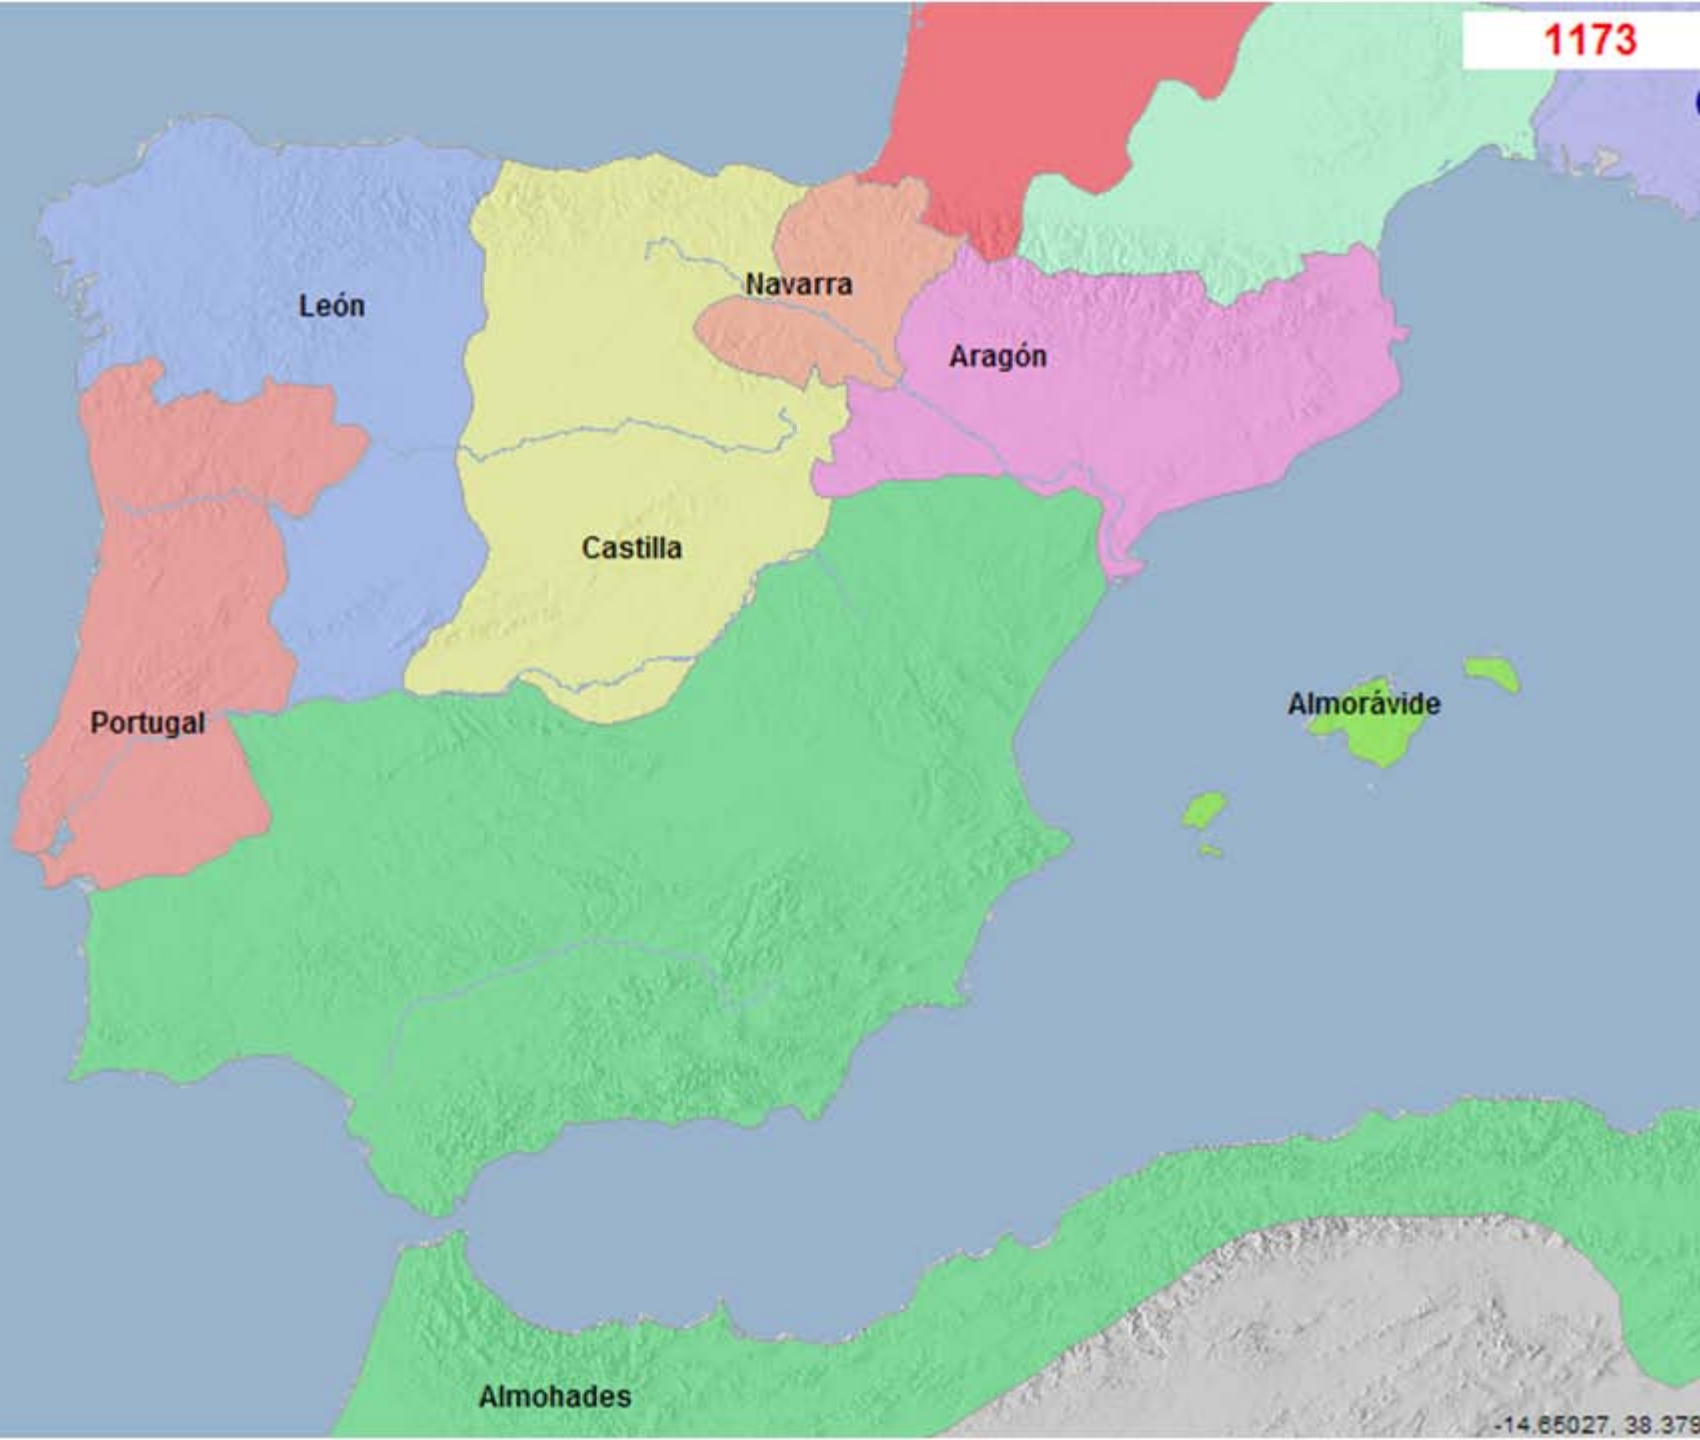 1173
Navarra
León
Aragón
Castilla
Almorávide
Portugal
Almohades
-14.65027, 38.379